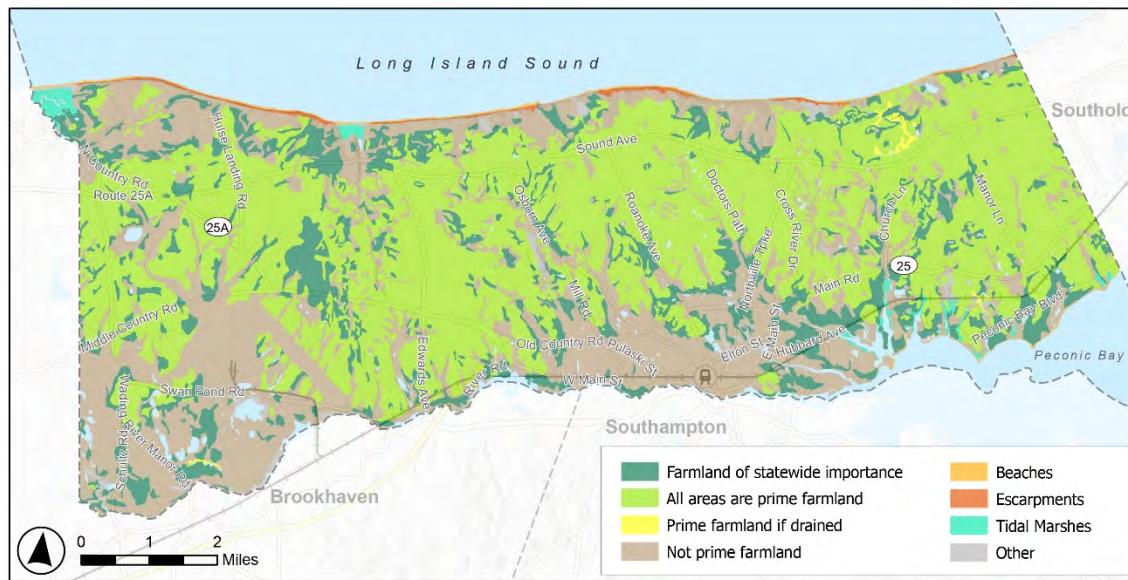 Long Island Sound
Southold
Sound Ave
N Country Rd
Route 25A
Hulse Landing Rd
25A
Osborn Ave
Roanoke Ave
Doctors Path
Cross River Dr
Church Ln
Manor Ln
25
Northville Tpke
Main Rd
Mill Rd
Middle Country Rd
Edwards Ave
Old Country Rd
Pulaski St
Elton St
E Main St
Hubbard Ave
Peconic Bay Blvd
Peconic Bay
River Rd
W Main St
Swan Pond Rd
Wading River Manor Rd
Schultz Rd
Southampton
Brookhaven
Farmland of statewide importance
All areas are prime farmland
Prime farmland if drained
Not prime farmland
Beaches
Escarpments
Tidal Marshes
Other
0 1 2
Miles